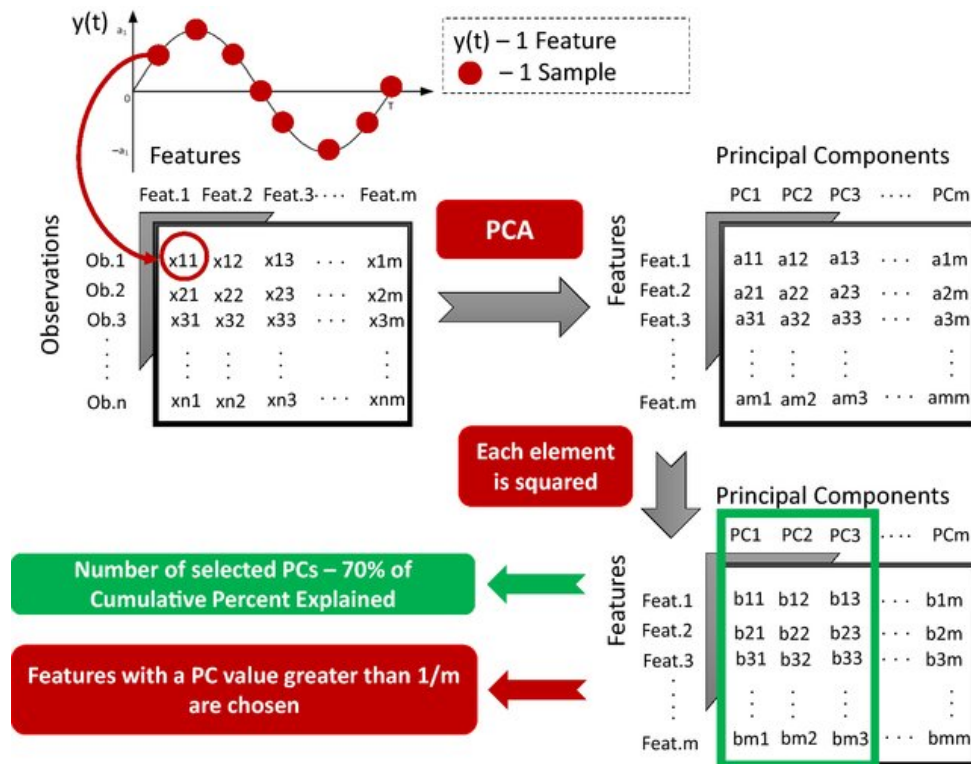 y(t)
a₁
0
T
−a₁
y(t) – 1 Feature
– 1 Sample
Features
Feat.1 Feat.2 Feat.3 · · · · Feat.m
Observations
Ob.1 x11 x12 x13 · · · x1m
Ob.2 x21 x22 x23 · · · x2m
Ob.3 x31 x32 x33 · · · x3m
Ob.n xn1 xn2 xn3 · · · xnm
PCA
Principal Components
PC1 PC2 PC3 · · · · PCm
Features
Feat.1 a11 a12 a13 · · · a1m
Feat.2 a21 a22 a23 · · · a2m
Feat.3 a31 a32 a33 · · · a3m
Feat.m am1 am2 am3 · · · amm
Each element
is squared
Principal Components
PC1 PC2 PC3 · · · · PCm
Features
Feat.1 b11 b12 b13 · · · b1m
Feat.2 b21 b22 b23 · · · b2m
Feat.3 b31 b32 b33 · · · b3m
Feat.m bm1 bm2 bm3 · · · bmm
Number of selected PCs – 70% of
Cumulative Percent Explained
Features with a PC value greater than 1/m
are chosen